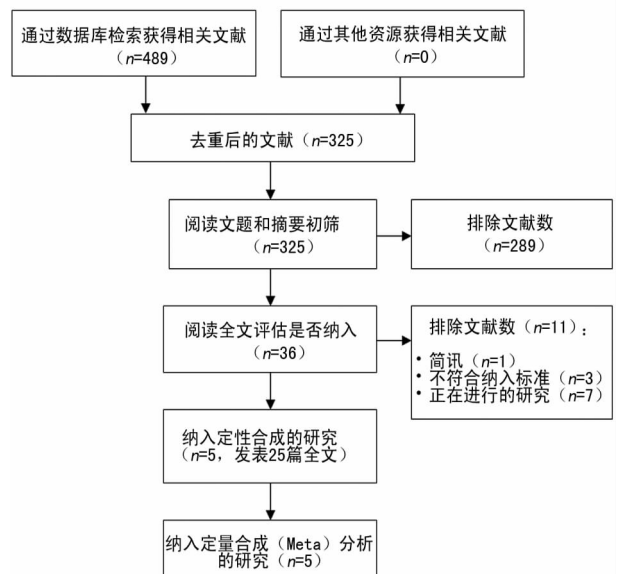 通过数据库检索获得相关文献
（n=489）
通过其他资源获得相关文献
（n=0）
去重后的文献（n=325）
阅读文题和摘要初筛
（n=325）
排除文献数
（n=289）
阅读全文评估是否纳入
（n=36）
排除文献数（n=11）：
• 简讯（n=1）
• 不符合纳入标准（n=3）
• 正在进行的研究（n=7）
纳入定性合成的研究
（n=5，发表25篇全文）
纳入定量合成（Meta）分析
的研究（n=5）